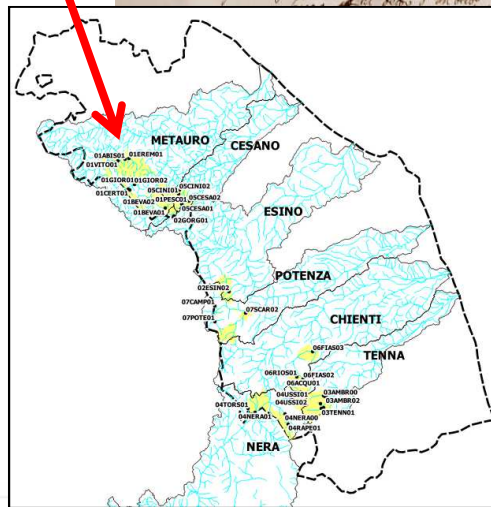 METAURO
CESANO
01ABIS01 01EREM01
01VITO01
01GIOR01 01GIOR02
05CINI02
01CERT01
05CINI01
01PESC01 05CESA02
01BEVA02
05CESA01
01BEVA01
02GORG01
ESINO
POTENZA
02ESIN02
07CAMP01
07SCAR02
07POTE01
CHIENTI
06FIAS03
TENNA
06RIOS01
06FIAS02
06ACQU01
04USSI01
03AMBR00
04TORS01
04USSI02
03AMBR02
04NERA01
04NERA00
03TENN01
04RAPE01
NERA